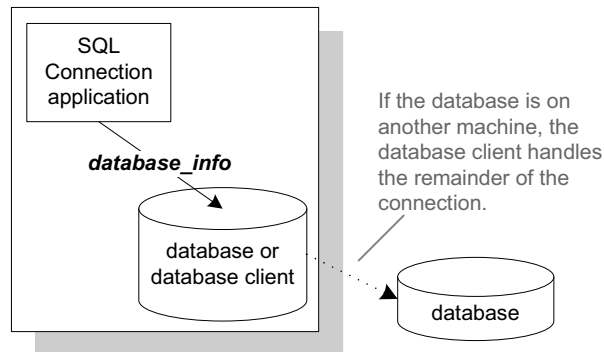 SQL
Connection
application
database_info
database or
database client
If the database is on
another machine, the
database client handles
the remainder of the
connection.
database